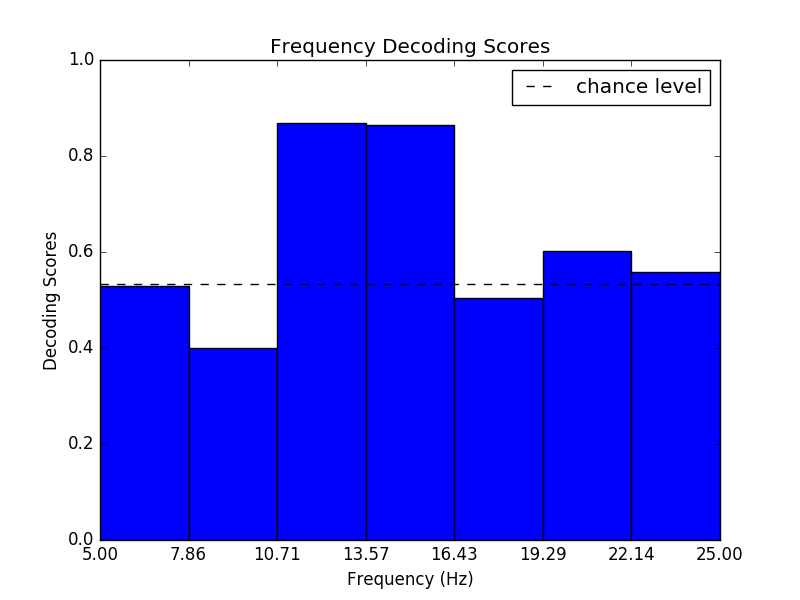 Frequency Decoding Scores
chance level
1.0
0.8
0.6
0.4
0.2
0.0
Decoding Scores
5.00 7.86 10.71 13.57 16.43 19.29 22.14 25.00
Frequency (Hz)